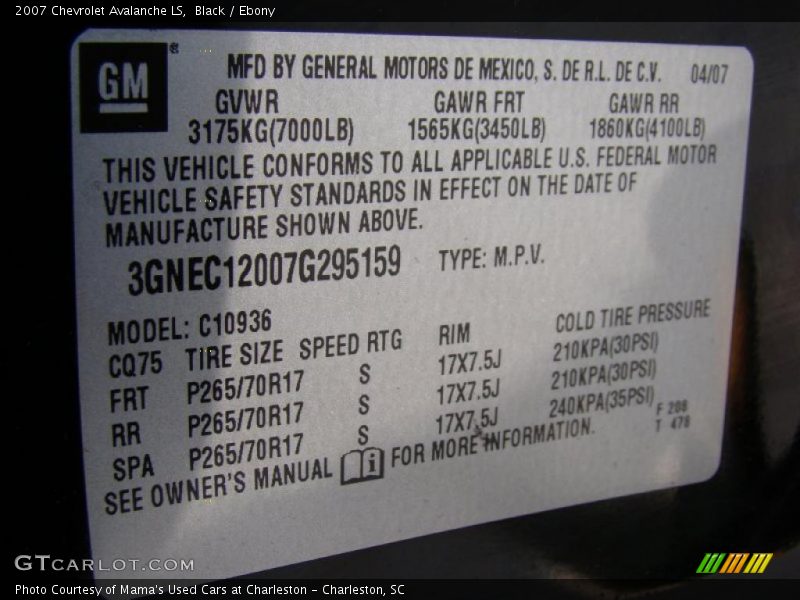 2007 Chevrolet Avalanche LS, Black / Ebony
GM ®
MFD BY GENERAL MOTORS DE MEXICO, S. DE R.L. DE C.V. 04/07
GVWR GAWR FRT GAWR RR
3175KG(7000LB) 1565KG(3450LB) 1860KG(4100LB)
THIS VEHICLE CONFORMS TO ALL APPLICABLE U.S. FEDERAL MOTOR
VEHICLE SAFETY STANDARDS IN EFFECT ON THE DATE OF
MANUFACTURE SHOWN ABOVE.
3GNEC12007G295159 TYPE: M.P.V.
MODEL: C10936
CQ75 TIRE SIZE SPEED RTG RIM COLD TIRE PRESSURE
FRT P265/70R17 S 17X7.5J 210KPA(30PSI)
RR P265/70R17 S 17X7.5J 210KPA(30PSI)
SPA P265/70R17 S 17X7.5J 240KPA(35PSI)
F 208
T 478
SEE OWNER'S MANUAL i FOR MORE INFORMATION.
GTCARLOT.COM
Photo Courtesy of Mama's Used Cars at Charleston - Charleston, SC